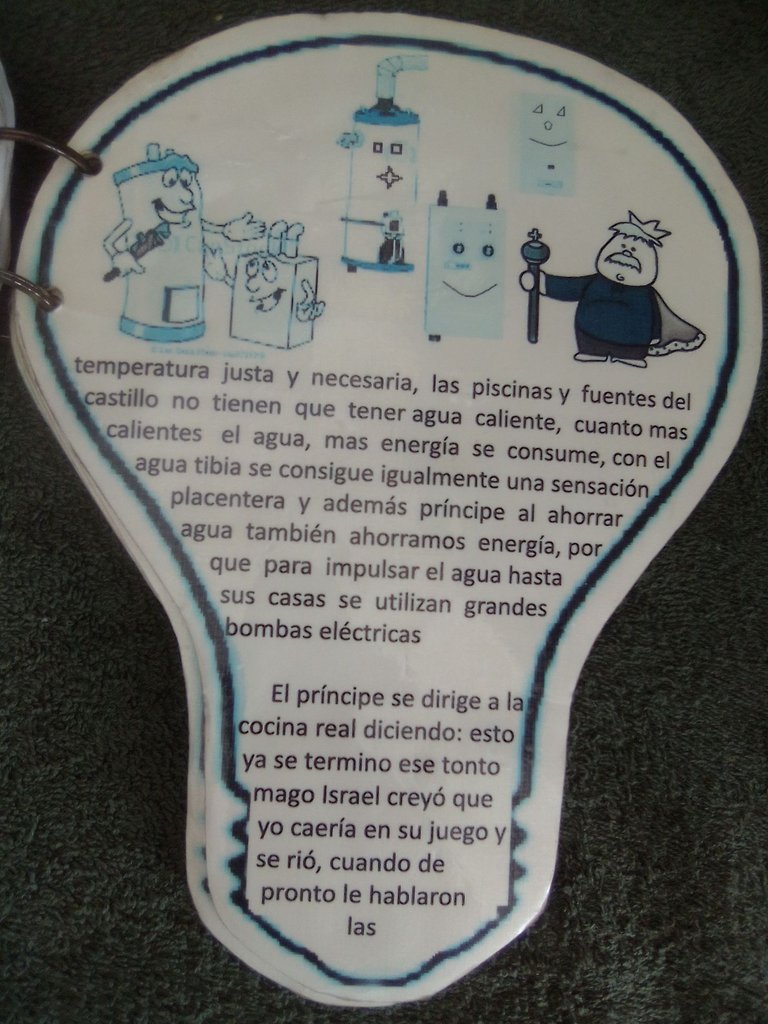 temperatura justa y necesaria, las piscinas y fuentes del
castillo no tienen que tener agua caliente, cuanto mas
calientes el agua, mas energía se consume, con el
agua tibia se consigue igualmente una sensación
placentera y además príncipe al ahorrar
agua también ahorramos energía, por
que para impulsar el agua hasta
sus casas se utilizan grandes
bombas eléctricas
El príncipe se dirige a la
cocina real diciendo: esto
ya se termino ese tonto
mago Israel creyó que
yo caería en su juego y
se rió, cuando de
pronto le hablaron
las